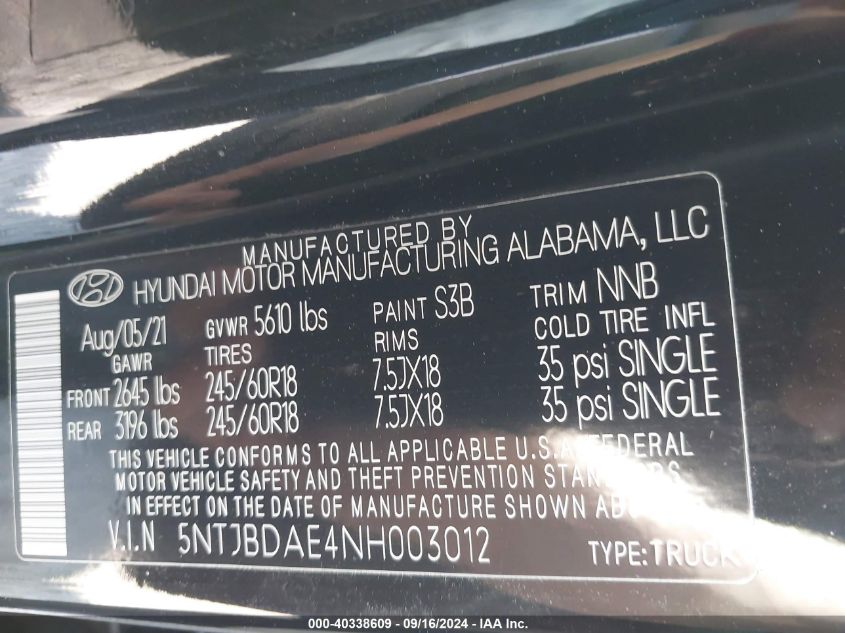 MANUFACTURED BY
HYUNDAI MOTOR MANUFACTURING ALABAMA, LLC
Aug/05/21 GVWR 5610 lbs PAINT S3B TRIM NNB
GAWR TIRES RIMS COLD TIRE INFL
FRONT 2645 lbs 245/60R18 7.5JX18 35 psi SINGLE
REAR 3196 lbs 245/60R18 7.5JX18 35 psi SINGLE
THIS VEHICLE CONFORMS TO ALL APPLICABLE U.S.A. FEDERAL
MOTOR VEHICLE SAFETY AND THEFT PREVENTION STANDARDS
IN EFFECT ON THE DATE OF MANUFACTURE SHOWN ABOVE.
V.I.N 5NTJBDAE4NH003012 TYPE:TRUCK
000-40338609 - 09/16/2024 - IAA Inc.